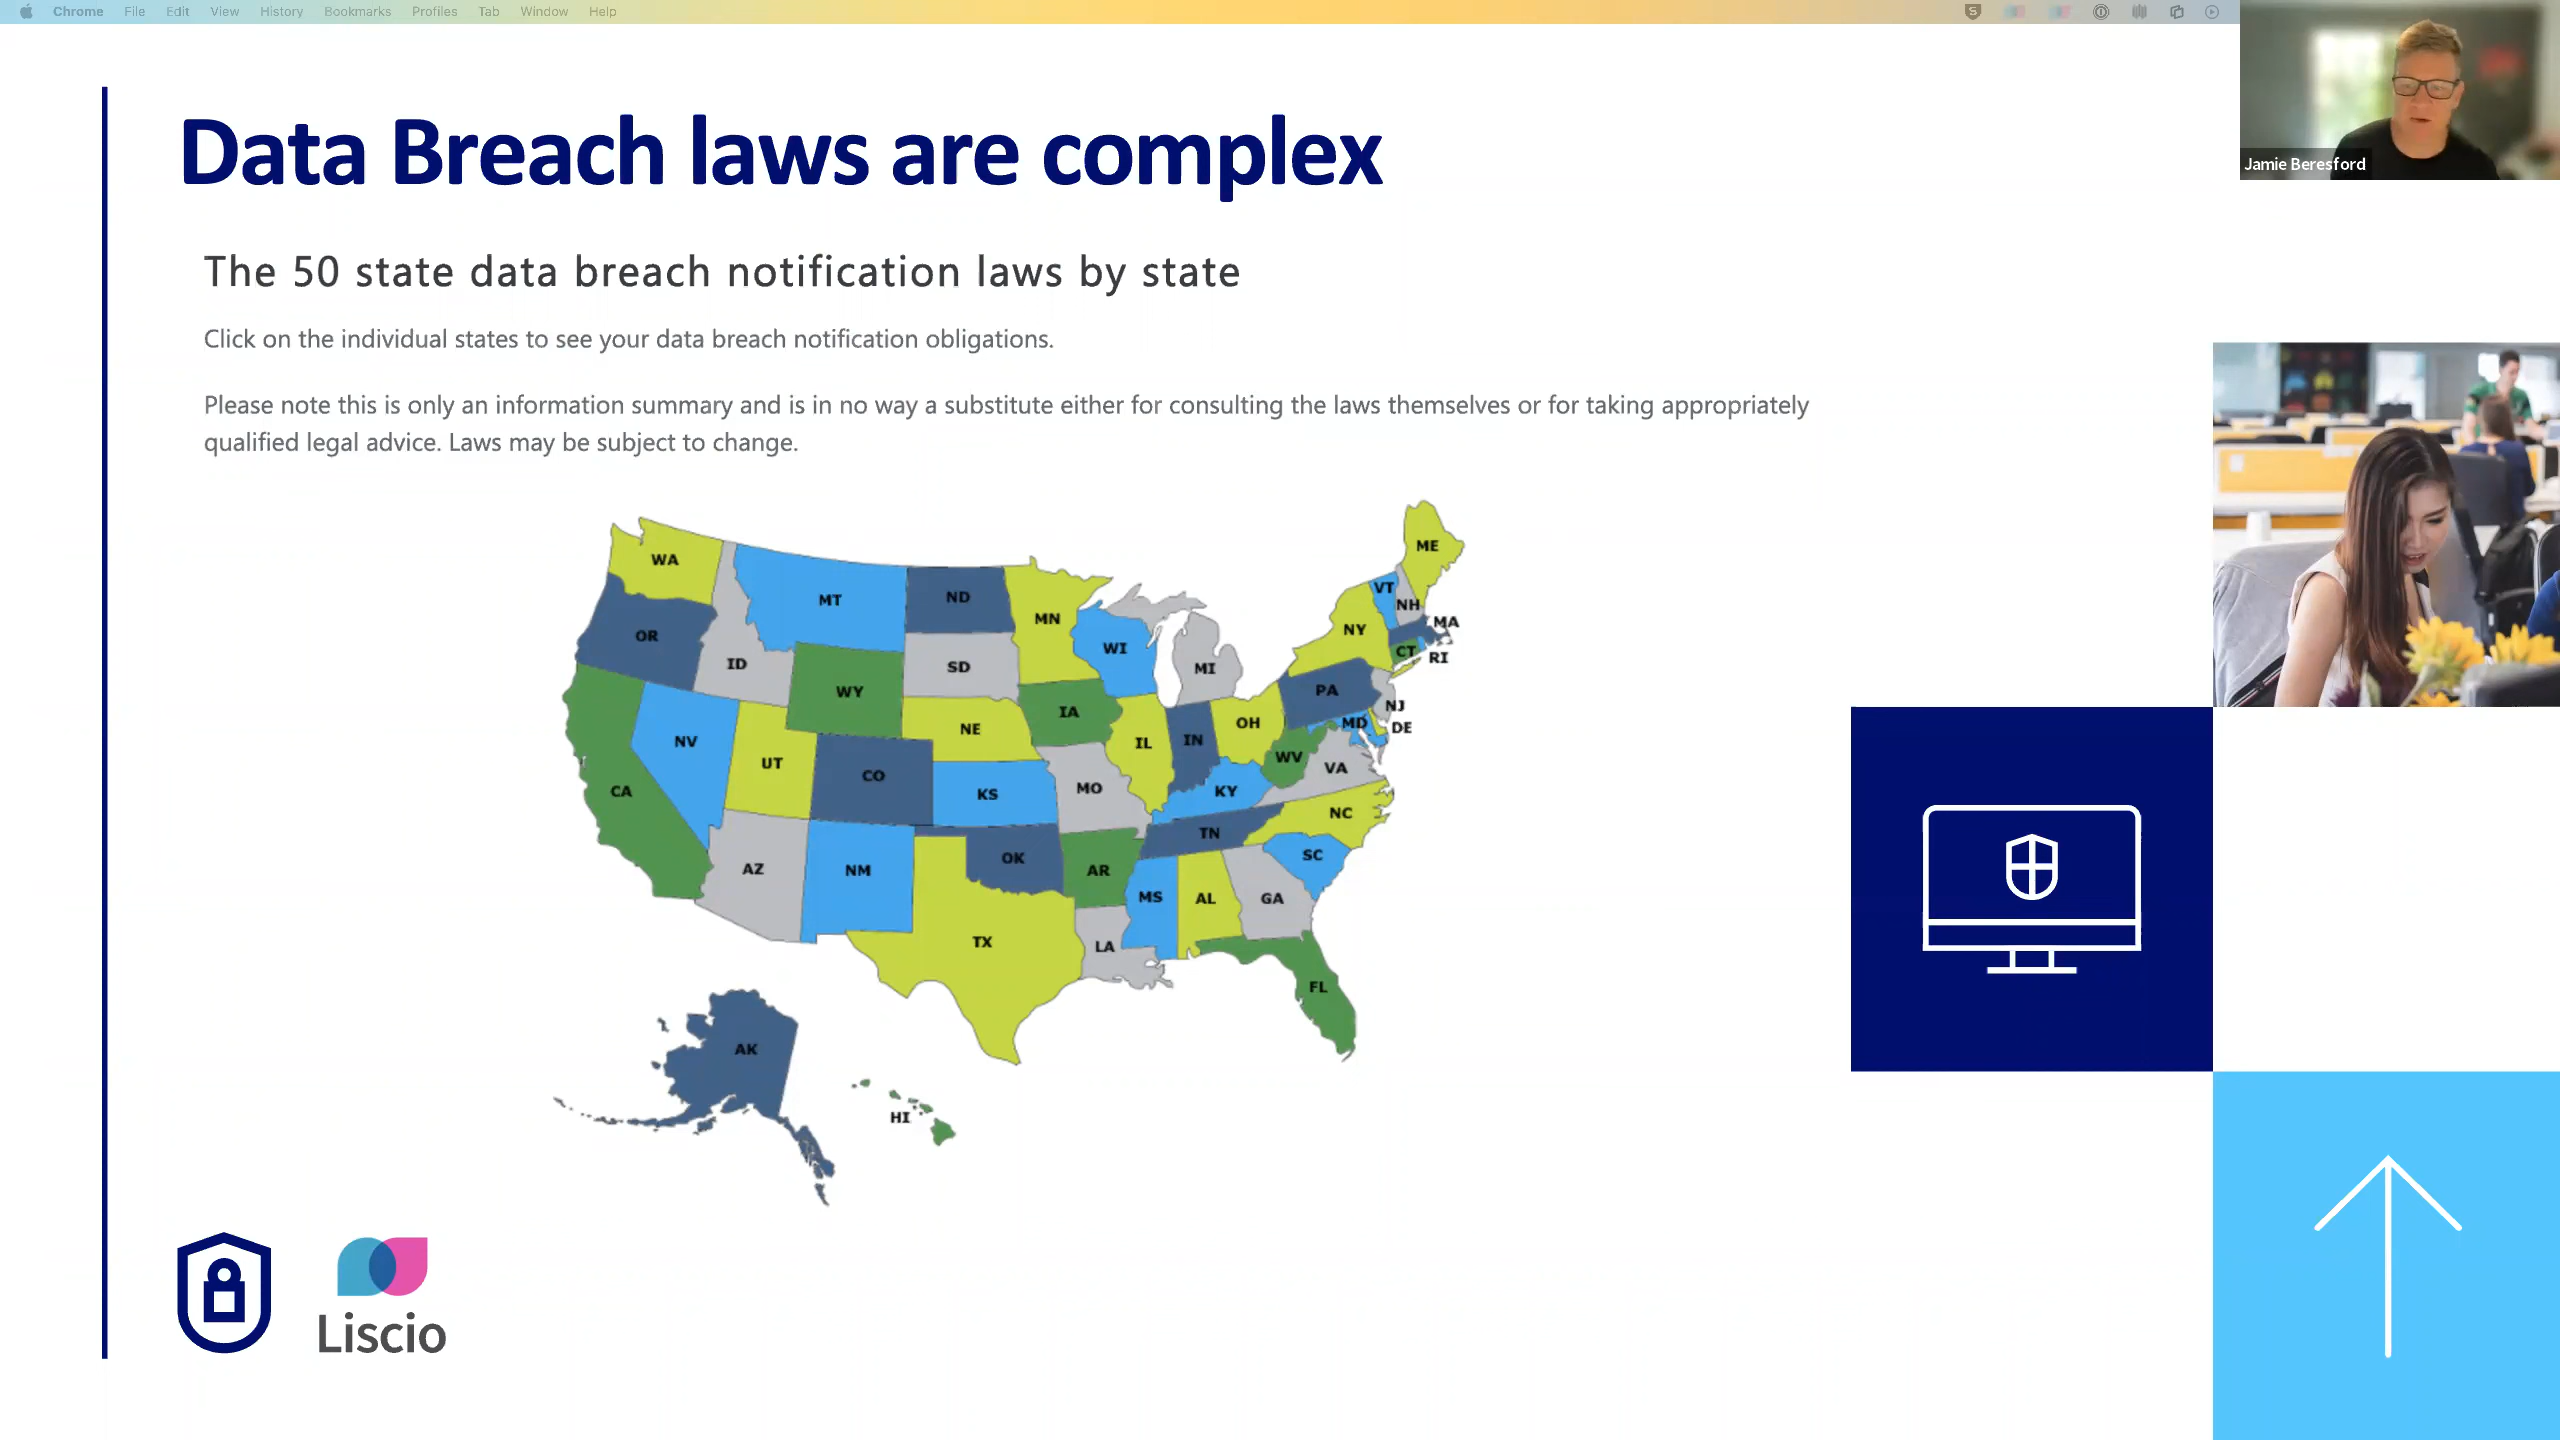 Chrome File Edit View History Bookmarks Profiles Tab Window Help
Jamie Beresford
Data Breach laws are complex
The 50 state data breach notification laws by state
Click on the individual states to see your data breach notification obligations.
Please note this is only an information summary and is in no way a substitute either for consulting the laws themselves or for taking appropriately
qualified legal advice. Laws may be subject to change.
ME
WA
VT
MT
ND
NH
MN
MA
NY
OR
WI
CT
RI
ID
SD
MI
WY
PA
NJ
IA
OH
MD
DE
NE
NV
IL
IN
WV
UT
VA
CO
MO
CA
KS
KY
NC
TN
SC
OK
AZ
NM
AR
MS
AL
GA
TX
LA
FL
AK
HI
Liscio